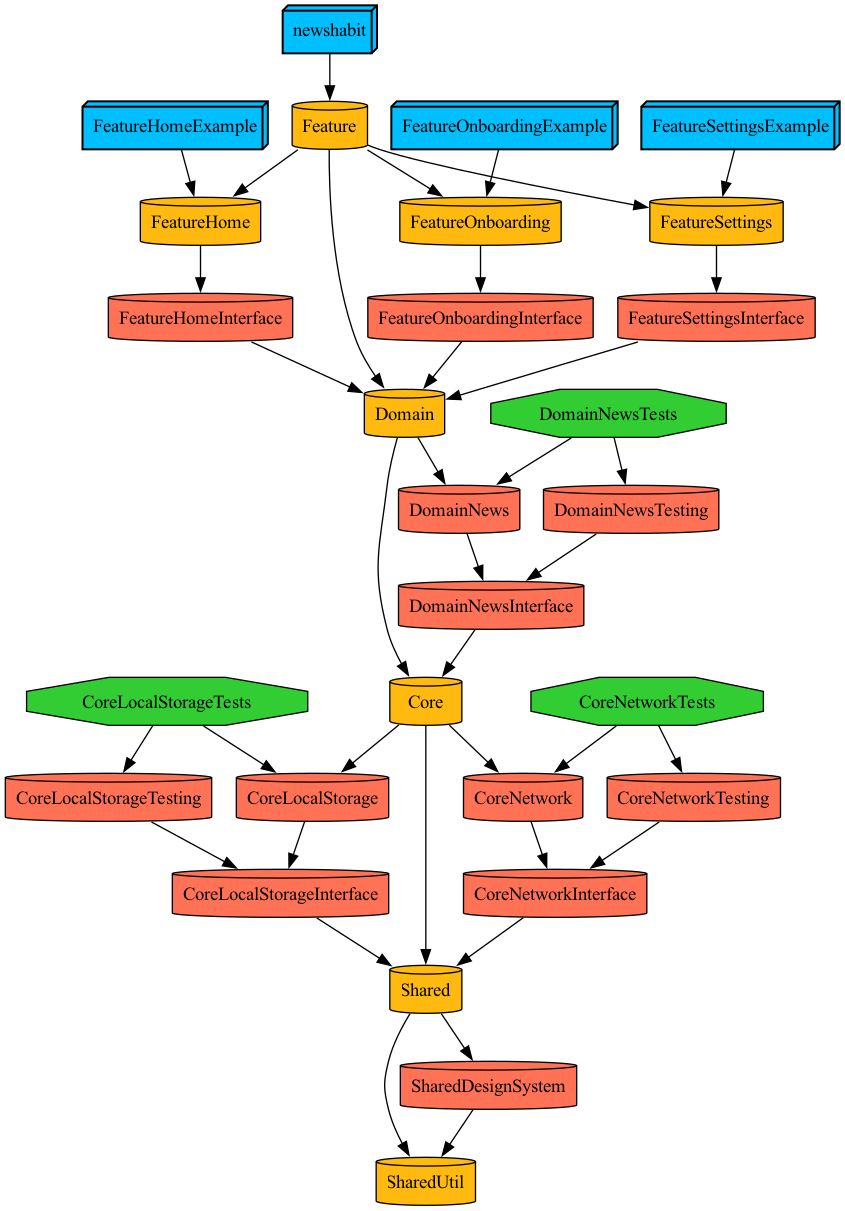 newshabit
FeatureHomeExample
Feature
FeatureOnboardingExample
FeatureSettingsExample
FeatureHome
FeatureOnboarding
FeatureSettings
FeatureHomeInterface
FeatureOnboardingInterface
FeatureSettingsInterface
Domain
DomainNewsTests
DomainNews
DomainNewsTesting
DomainNewsInterface
CoreLocalStorageTests
Core
CoreNetworkTests
CoreLocalStorageTesting
CoreLocalStorage
CoreNetwork
CoreNetworkTesting
CoreLocalStorageInterface
CoreNetworkInterface
Shared
SharedDesignSystem
SharedUtil